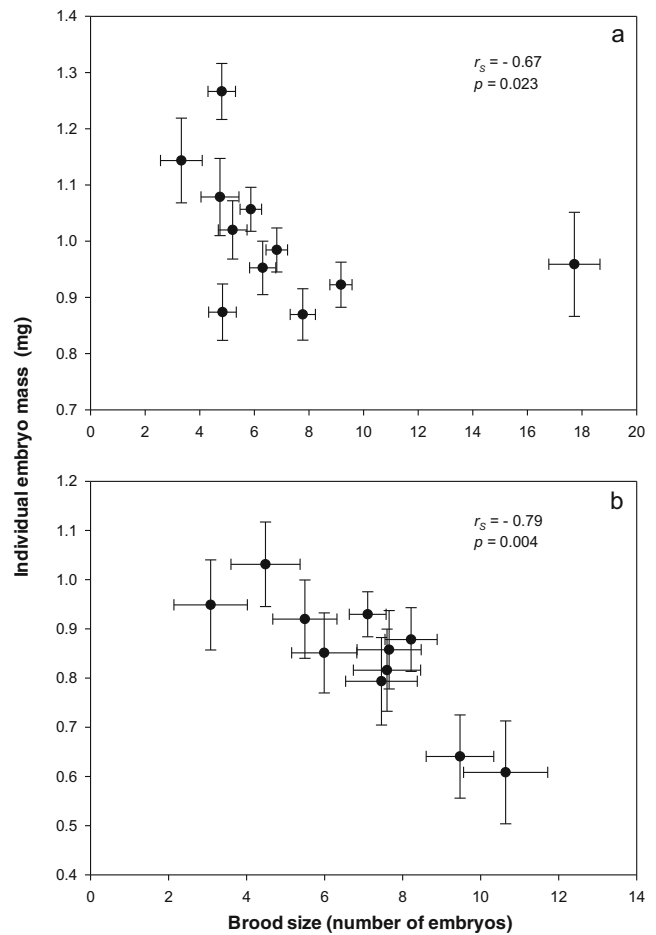 a
r_S = - 0.67
p = 0.023
1.4
1.3
1.2
1.1
1.0
0.9
0.8
0.7
0 2 4 6 8 10 12 14 16 18 20
Individual embryo mass (mg)
b
r_S = - 0.79
p = 0.004
1.2
1.1
1.0
0.9
0.8
0.7
0.6
0.5
0.4
0 2 4 6 8 10 12 14
Brood size (number of embryos)